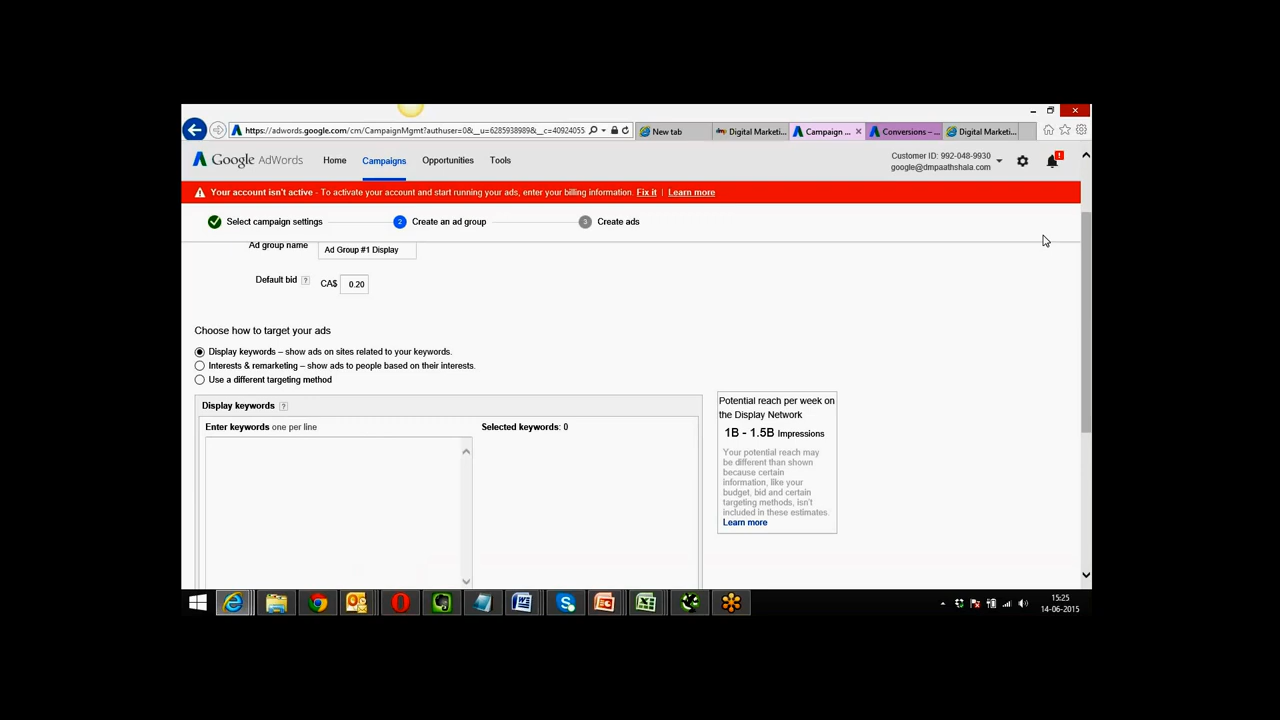 https://adwords.google.com/cm/CampaignMgmt?authuser=0&__u=6285938989&__c=40924055
New tab
Digital Marketi...
Campaign ...
Conversions – ...
Digital Marketi...
Google AdWords
Home
Campaigns
Opportunities
Tools
Customer ID: 992-048-9930
google@dmpaathshala.com
Your account isn't active - To activate your account and start running your ads, enter your billing information. Fix it | Learn more
Select campaign settings
2 Create an ad group
3 Create ads
Ad group name
Ad Group #1 Display
Default bid ? CA$ 0.20
Choose how to target your ads
Display keywords – show ads on sites related to your keywords.
Interests & remarketing – show ads to people based on their interests.
Use a different targeting method
Display keywords ?
Enter keywords one per line
Selected keywords: 0
Potential reach per week on
the Display Network
1B - 1.5B Impressions
Your potential reach may
be different than shown
because certain
information, like your
budget, bid and certain
targeting methods, isn't
included in these estimates.
Learn more
15:25
14-06-2015